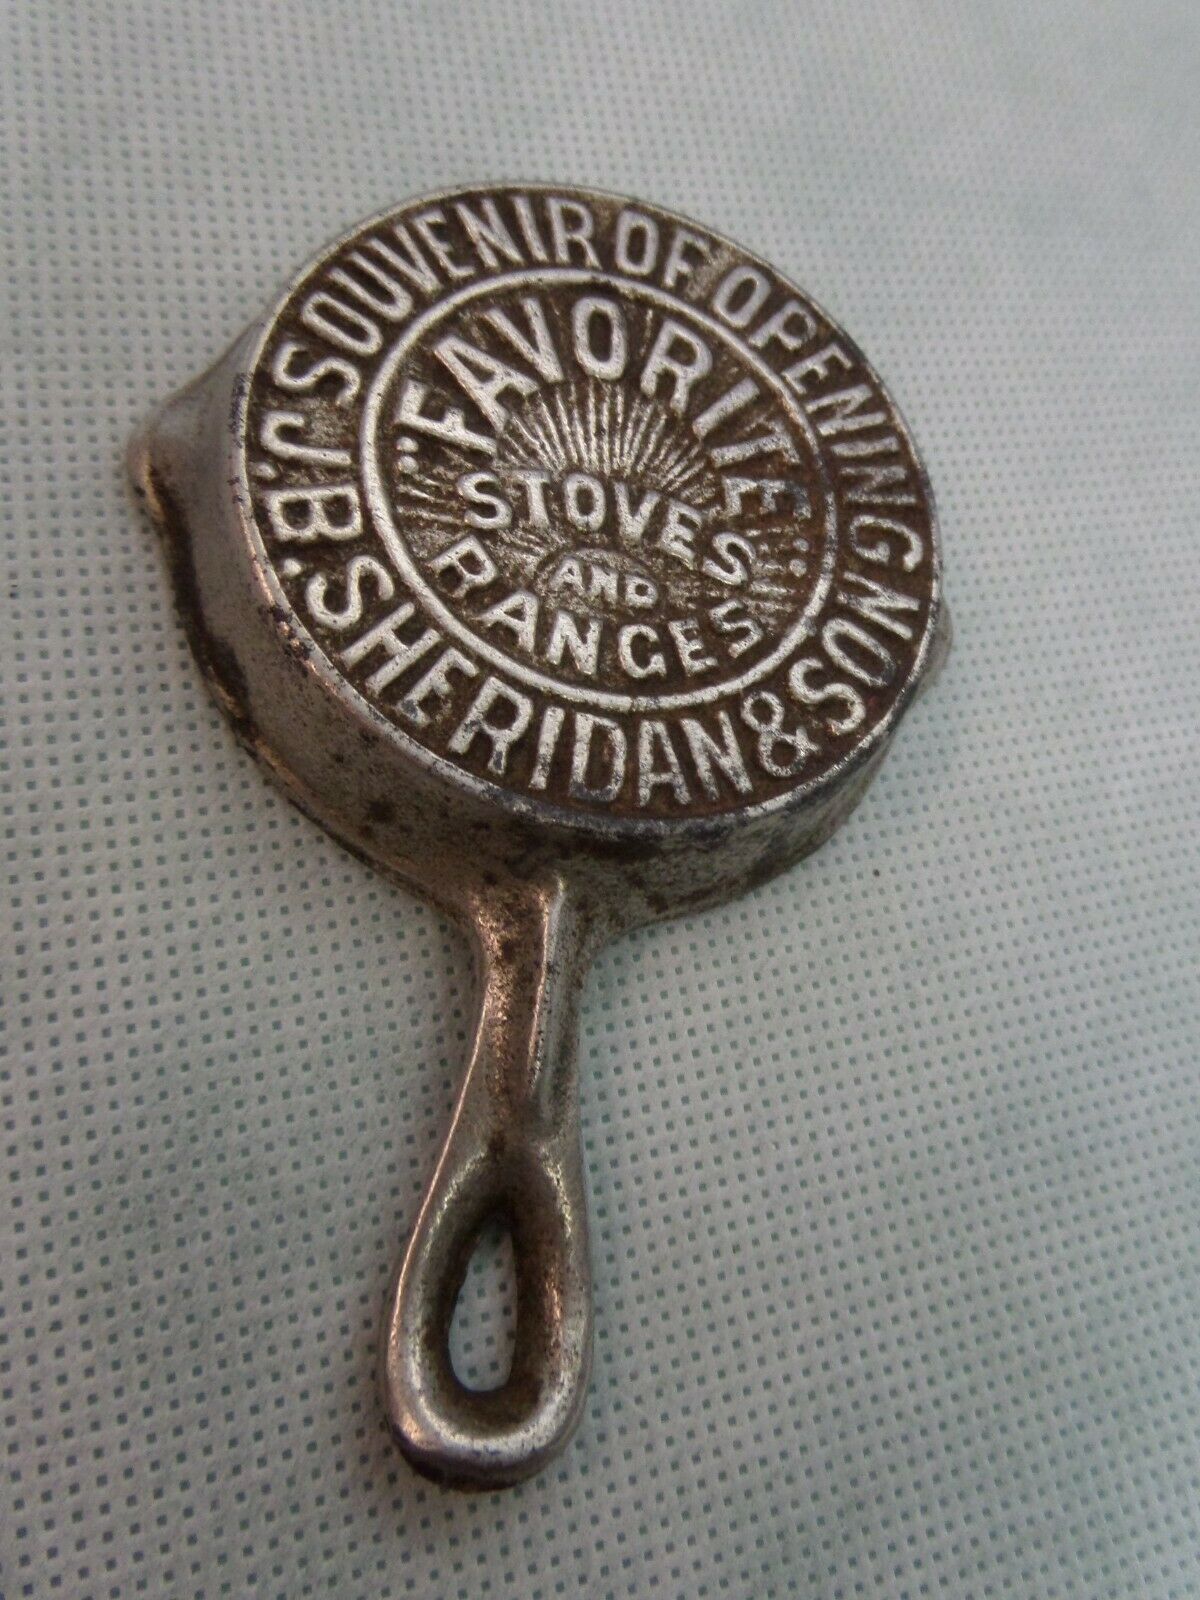 SOUVENIR OF OPENING
J.B. SHERIDAN & SON
"FAVORITE"
STOVES
AND
RANGES